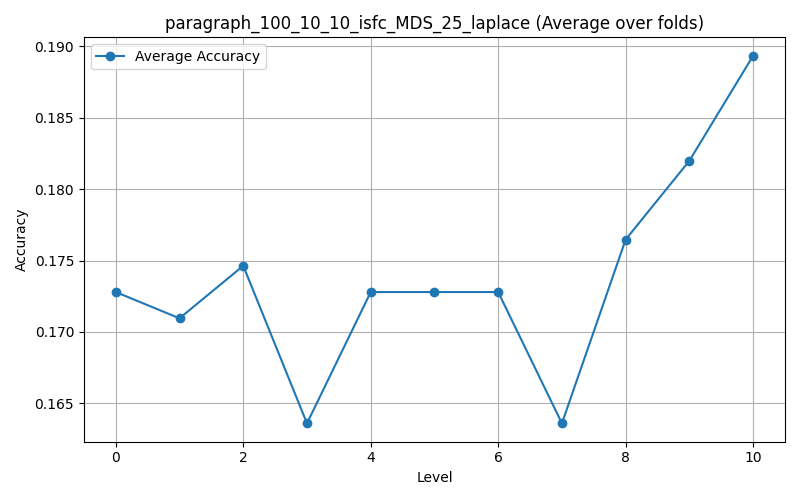 paragraph_100_10_10_isfc_MDS_25_laplace (Average over folds)
Average Accuracy
0.190
0.185
0.180
0.175
0.170
0.165
Accuracy
0 2 4 6 8 10
Level